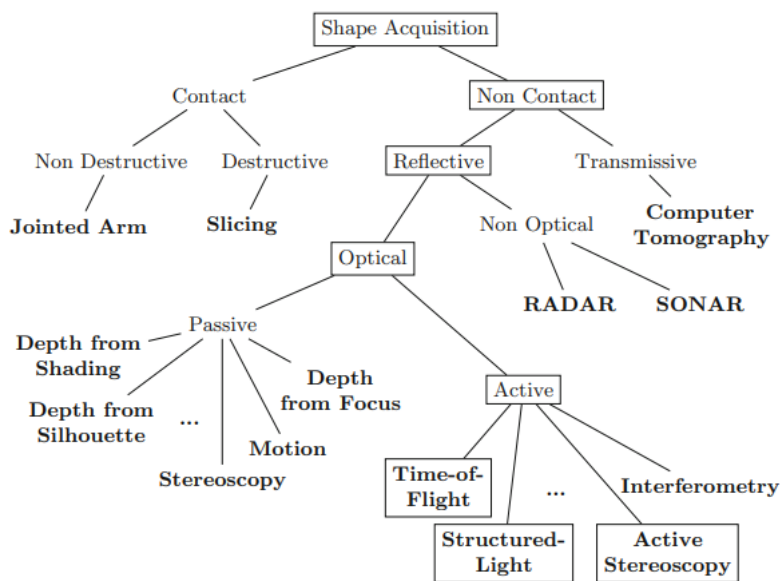 Shape Acquisition
Contact
Non Contact
Non Destructive
Destructive
Reflective
Transmissive
Jointed Arm
Slicing
Non Optical
Computer
Tomography
Optical
RADAR
SONAR
Passive
Depth from
Shading
Depth from
Silhouette
...
Stereoscopy
Motion
Depth
from Focus
Active
Time-of-
Flight
Structured-
Light
...
Active
Stereoscopy
Interferometry